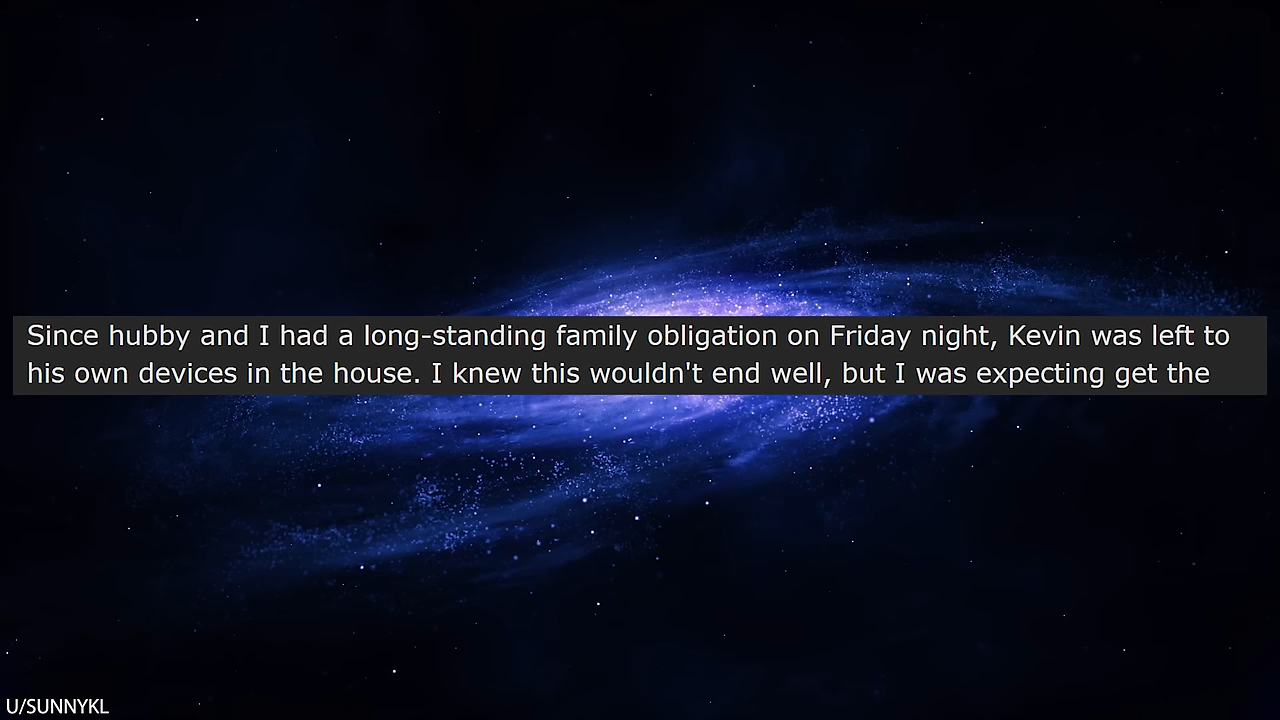 Since hubby and I had a long-standing family obligation on Friday night, Kevin was left to
his own devices in the house. I knew this wouldn't end well, but I was expecting get the
U/SUNNYKL